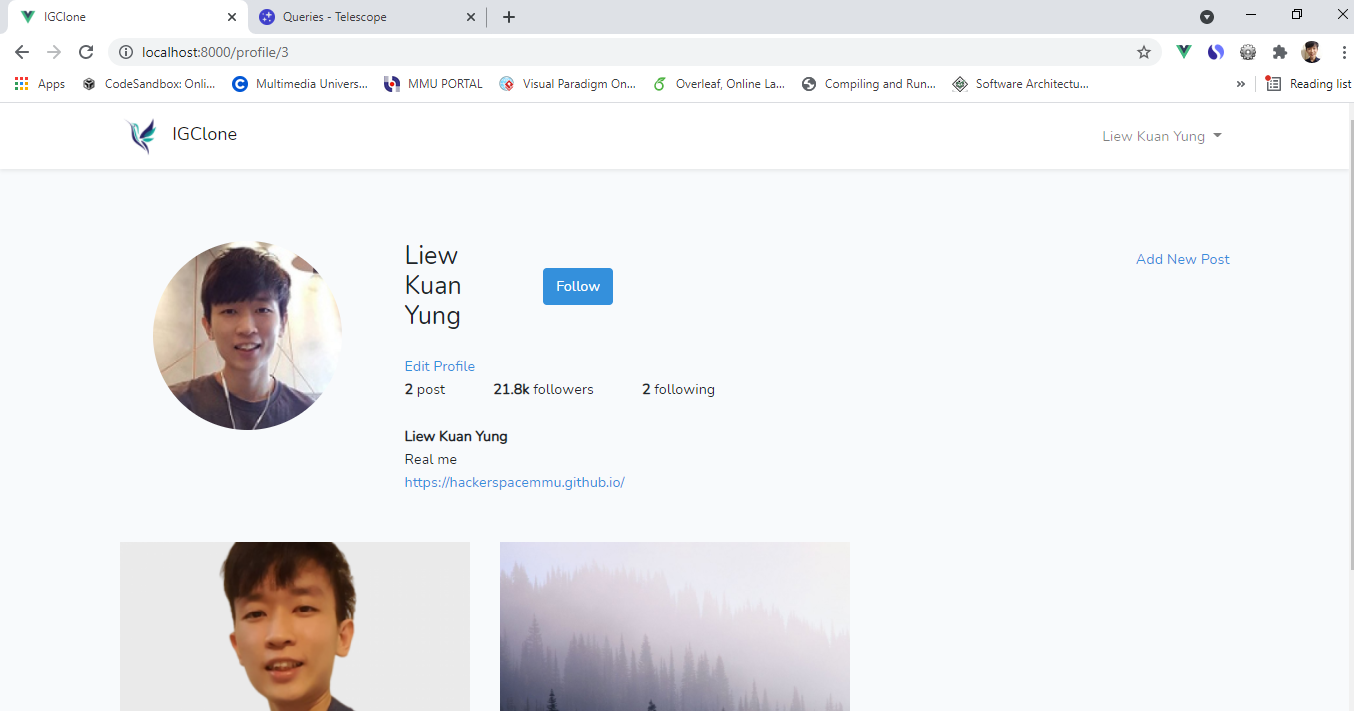 IGClone
Queries - Telescope
localhost:8000/profile/3
Apps
CodeSandbox: Onli...
Multimedia Univers...
MMU PORTAL
Visual Paradigm On...
Overleaf, Online La...
Compiling and Run...
Software Architectu...
»
Reading list
IGClone
Liew Kuan Yung
Liew
Kuan
Yung
Follow
Add New Post
Edit Profile
2 post 21.8k followers 2 following
Liew Kuan Yung
Real me
https://hackerspacemmu.github.io/